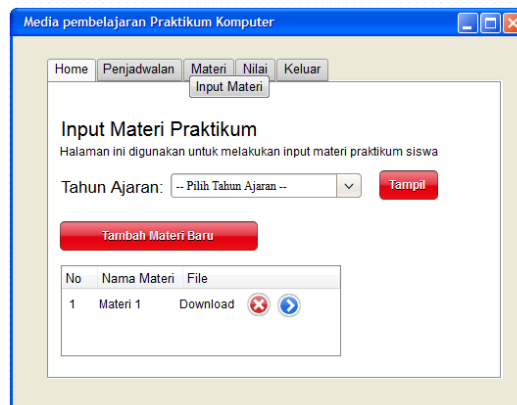 Media pembelajaran Praktikum Komputer
Home Penjadwalan Materi Nilai Keluar
Input Materi
Input Materi Praktikum
Halaman ini digunakan untuk melakukan input materi praktikum siswa
Tahun Ajaran: -- Pilih Tahun Ajaran -- Tampil
Tambah Materi Baru
No Nama Materi File
1 Materi 1 Download